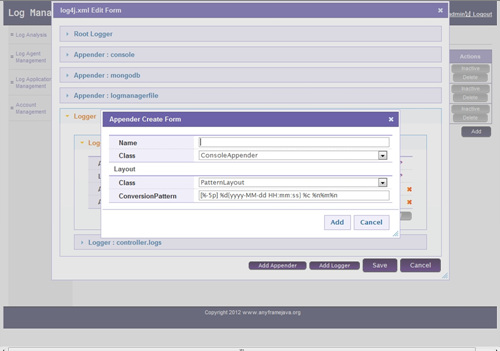 Log Mana
log4j.xml Edit Form
Logout
Log Analysis
Log Agent
Management
Log Application
Management
Account
Management
Root Logger
Appender : console
Appender : mongodb
Appender : logmanagerfile
Logger
Actions
Inactive
Delete
Inactive
Delete
Inactive
Delete
Add
Appender Create Form
Name
Class
ConsoleAppender
Layout
Class
PatternLayout
ConversionPattern
[%-5p] %d{yyyy-MM-dd HH:mm:ss} %c %n%m%n
Add
Cancel
Logger : controller.logs
Add Appender
Add Logger
Save
Cancel
Copyright 2012 www.anyframejava.org